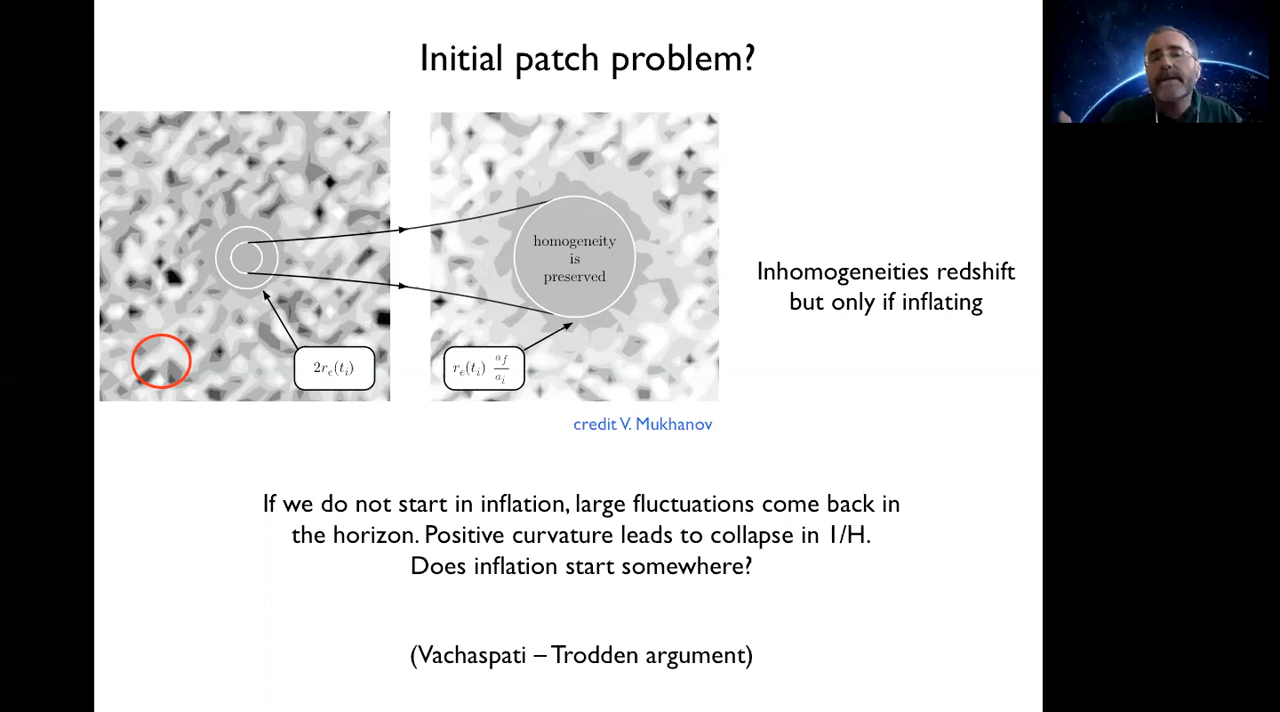 Initial patch problem?
homogeneity
is
preserved
2r_e(t_i)
r_e(t_i) a_f/a_i
Inhomogeneities redshift
but only if inflating
credit V. Mukhanov
If we do not start in inflation, large fluctuations come back in
the horizon. Positive curvature leads to collapse in 1/H.
Does inflation start somewhere?
(Vachaspati – Trodden argument)